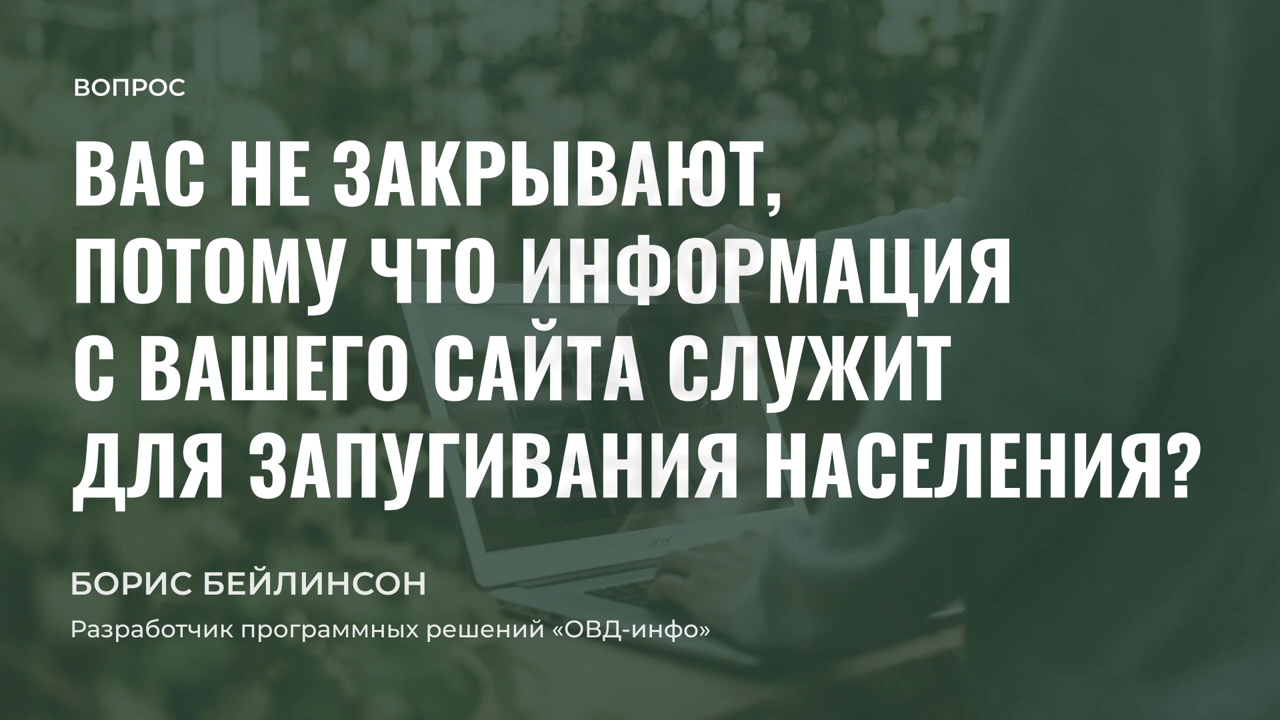 ВОПРОС
ВАС НЕ ЗАКРЫВАЮТ,
ПОТОМУ ЧТО ИНФОРМАЦИЯ
С ВАШЕГО САЙТА СЛУЖИТ
ДЛЯ ЗАПУГИВАНИЯ НАСЕЛЕНИЯ?
acer
БОРИС БЕЙЛИНСОН
Разработчик программных решений «ОВД-инфо»